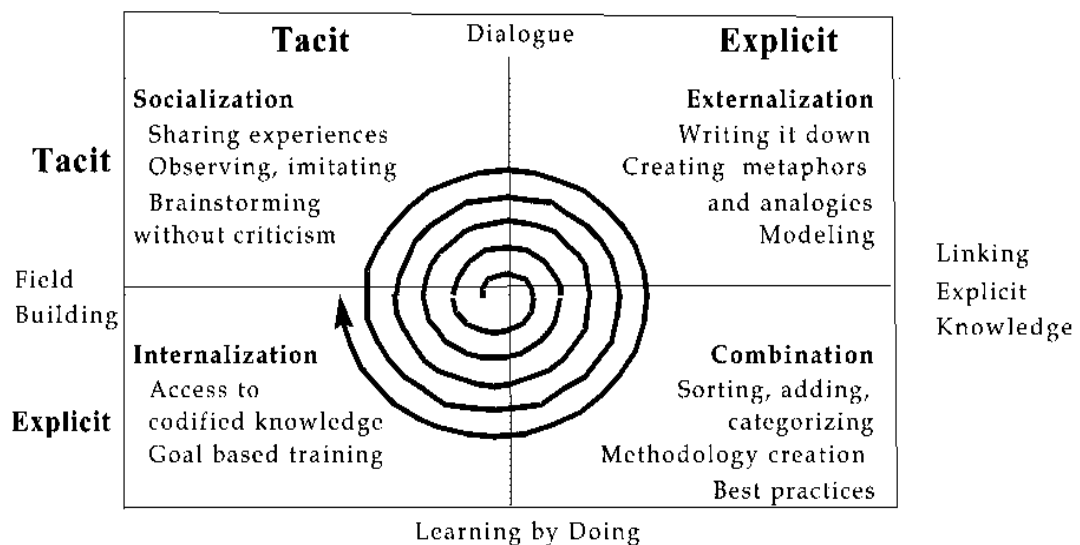 Tacit
Dialogue
Explicit
Tacit
Socialization
Sharing experiences
Observing, imitating
Brainstorming
without criticism
Externalization
Writing it down
Creating metaphors
and analogies
Modeling
Field
Building
Linking
Explicit
Knowledge
Explicit
Internalization
Access to
codified knowledge
Goal based training
Combination
Sorting, adding,
categorizing
Methodology creation
Best practices
Learning by Doing